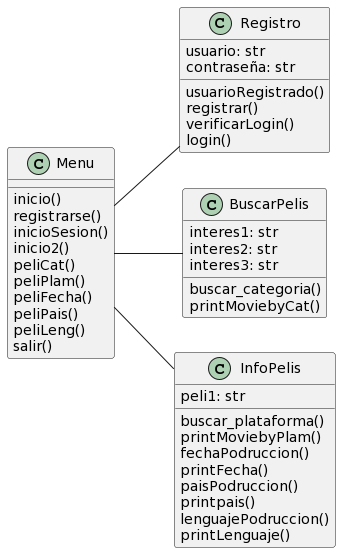 C Menu
inicio()
registrarse()
inicioSesion()
inicio2()
peliCat()
peliPlam()
peliFecha()
peliPais()
peliLeng()
salir()
C Registro
usuario: str
contraseña: str
usuarioRegistrado()
registrar()
verificarLogin()
login()
C BuscarPelis
interes1: str
interes2: str
interes3: str
buscar_categoria()
printMoviebyCat()
C InfoPelis
peli1: str
buscar_plataforma()
printMoviebyPlam()
fechaPodruccion()
printFecha()
paisPodruccion()
printpais()
lenguajePodruccion()
printLenguaje()